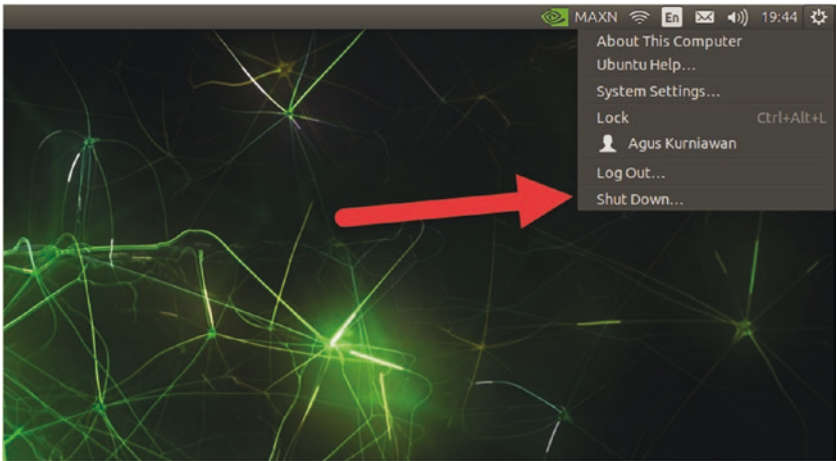 MAXN En 19:44
About This Computer
Ubuntu Help...
System Settings...
Lock Ctrl+Alt+L
Agus Kurniawan
Log Out...
Shut Down...